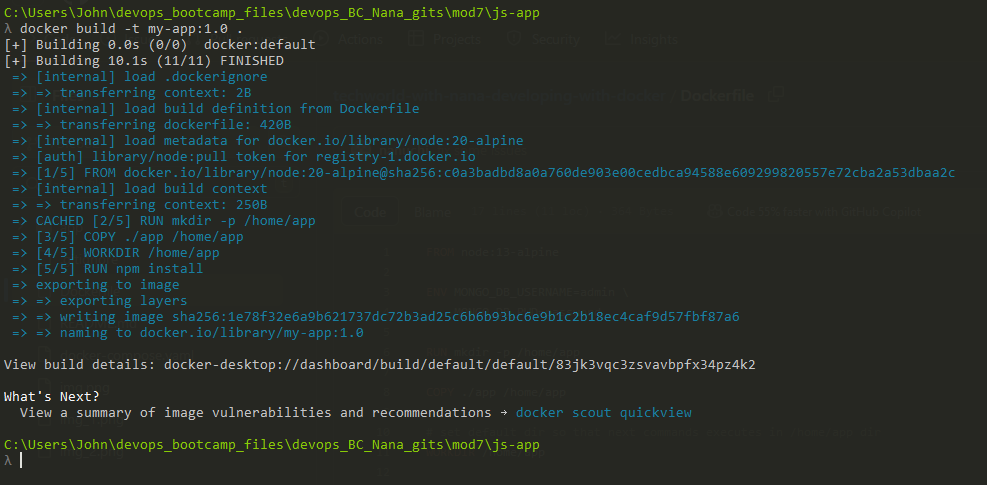 C:\Users\John\devops_bootcamp_files\devops_BC_Nana_gits\mod7\js-app
λ docker build -t my-app:1.0 .
[+] Building 0.0s (0/0)  docker:default
[+] Building 10.1s (11/11) FINISHED
=> [internal] load .dockerignore
=> => transferring context: 2B
=> [internal] load build definition from Dockerfile
=> => transferring dockerfile: 420B
=> [internal] load metadata for docker.io/library/node:20-alpine
=> [auth] library/node:pull token for registry-1.docker.io
=> [1/5] FROM docker.io/library/node:20-alpine@sha256:c0a3badbd8a0a760de903e00cedbca94588e609299820557e72cba2a53dbaa2c
=> [internal] load build context
=> => transferring context: 250B
=> CACHED [2/5] RUN mkdir -p /home/app
=> [3/5] COPY ./app /home/app
=> [4/5] WORKDIR /home/app
=> [5/5] RUN npm install
=> exporting to image
=> => exporting layers
=> => writing image sha256:1e78f32e6a9b621737dc72b3ad25c6b6b93bc6e9b1c2b18ec4caf9d57fbf87a6
=> => naming to docker.io/library/my-app:1.0
View build details: docker-desktop://dashboard/build/default/default/83jk3vqc3zsvavbpfx34pz4k2
What's Next?
View a summary of image vulnerabilities and recommendations → docker scout quickview
C:\Users\John\devops_bootcamp_files\devops_BC_Nana_gits\mod7\js-app
λ